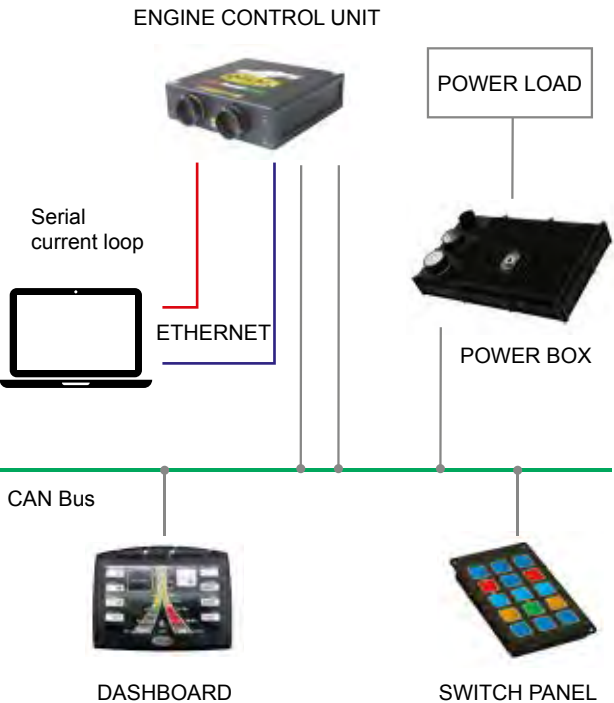 ENGINE CONTROL UNIT
POWER LOAD
Serial
current loop
ETHERNET
POWER BOX
CAN Bus
DASHBOARD
SWITCH PANEL